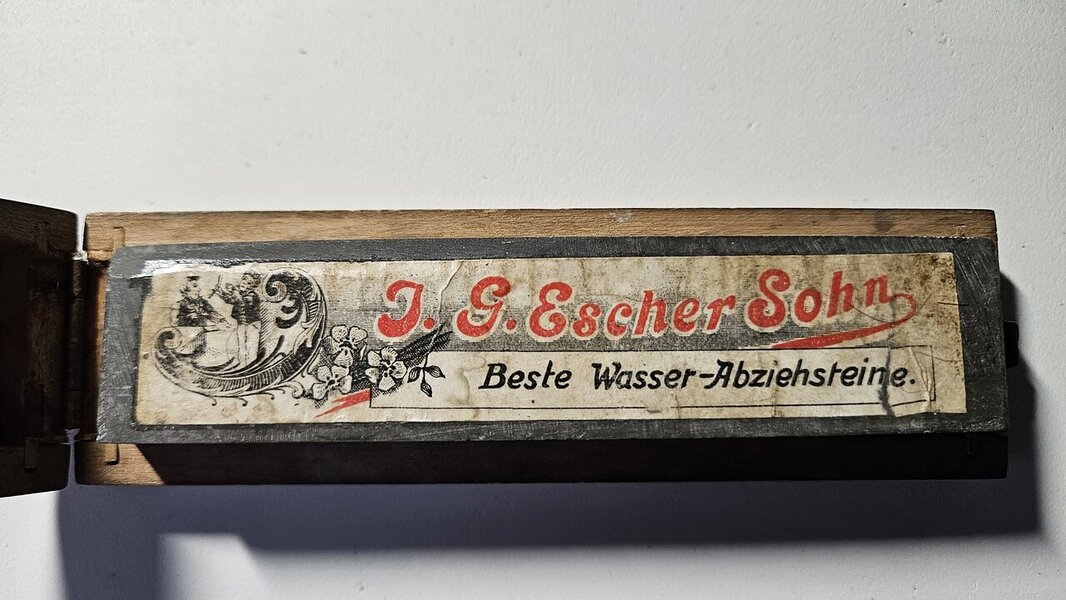 J. G. Escher Sohn
Beste Wasser-Abziehsteine.